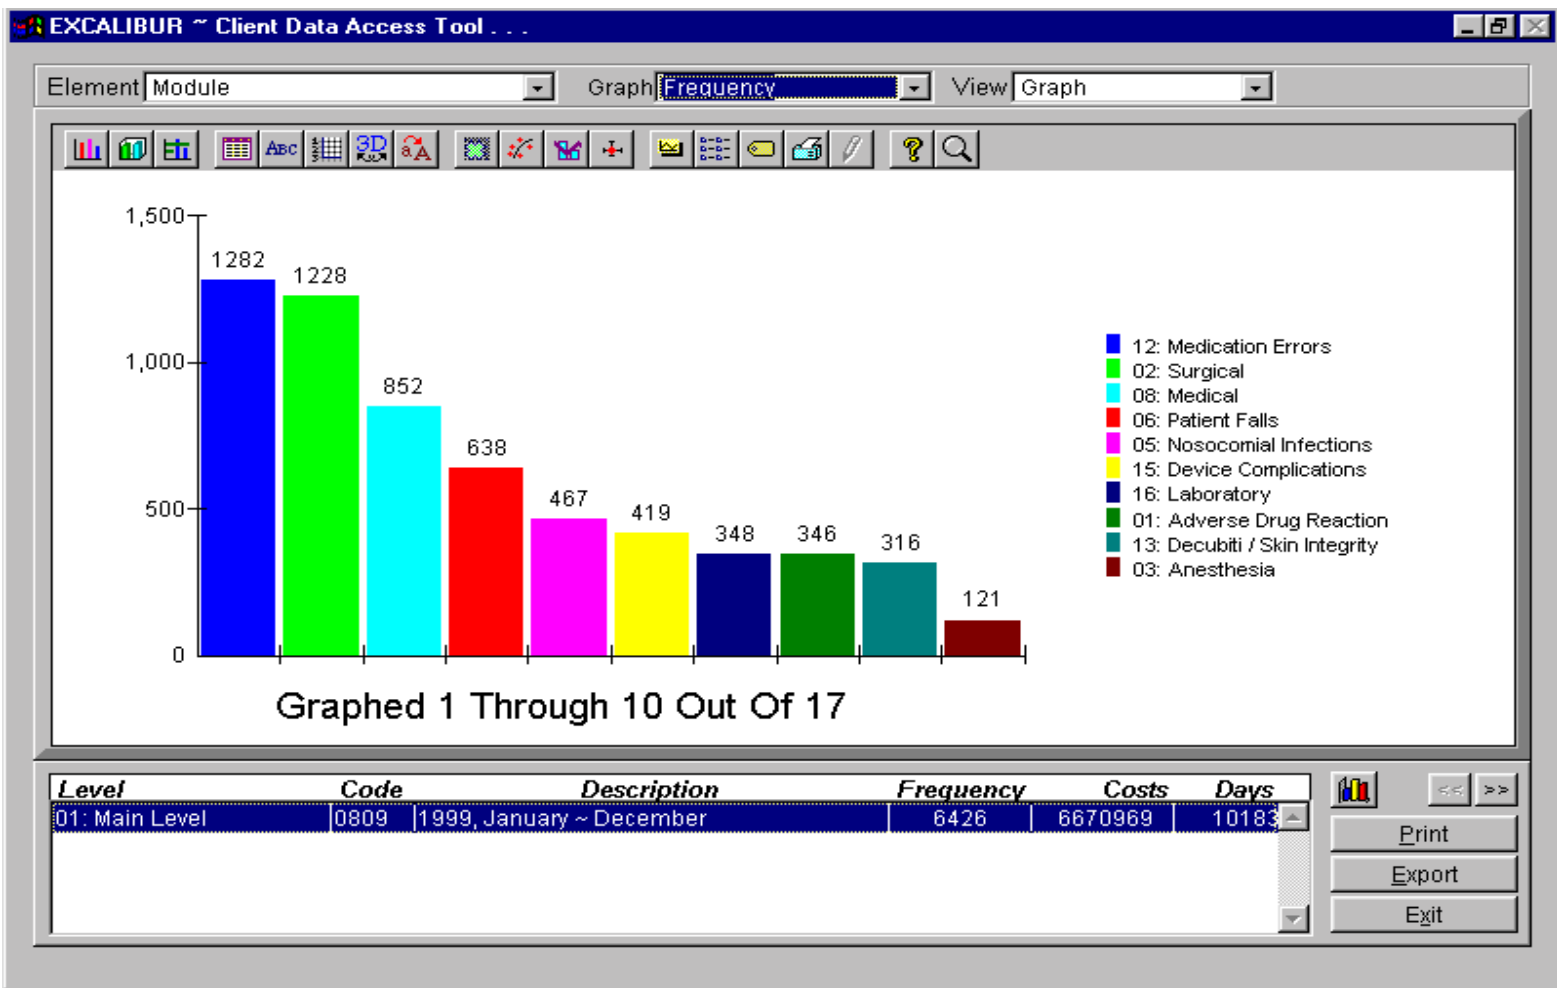 EXCALIBUR ~ Client Data Access Tool . . .
Element Module Graph Frequency View Graph
ABC 3D aA ?
1,500
1,000
500
0
1282
1228
852
638
467
419
348
346
316
121
12: Medication Errors
02: Surgical
08: Medical
06: Patient Falls
05: Nosocomial Infections
15: Device Complications
16: Laboratory
01: Adverse Drug Reaction
13: Decubiti / Skin Integrity
03: Anesthesia
Graphed 1 Through 10 Out Of 17
Level Code Description Frequency Costs Days
01: Main Level 0809 1999, January ~ December 6426 6670969 10183
<< >>
Print
Export
Exit